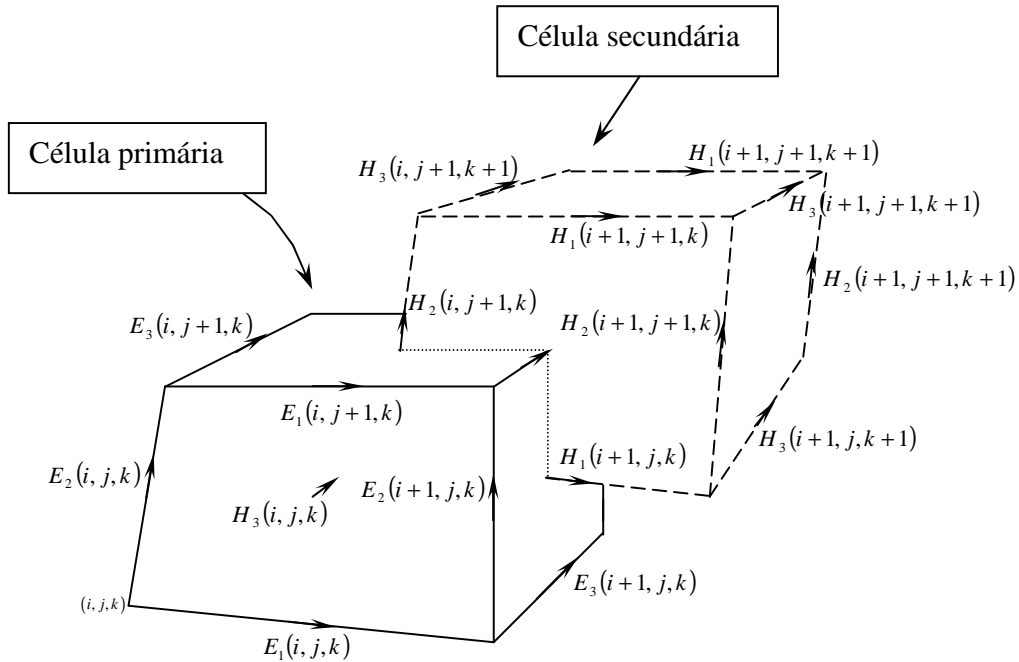 Célula secundária
Célula primária
H₃(i, j+1, k+1)
H₁(i+1, j+1, k+1)
H₃(i+1, j+1, k+1)
H₁(i+1, j+1, k)
H₂(i+1, j+1, k+1)
H₂(i, j+1, k)
E₃(i, j+1, k)
H₂(i+1, j+1, k)
E₁(i, j+1, k)
H₃(i+1, j, k+1)
H₁(i+1, j, k)
E₂(i, j, k)
E₂(i+1, j, k)
H₃(i, j, k)
E₃(i+1, j, k)
(i, j, k)
E₁(i, j, k)